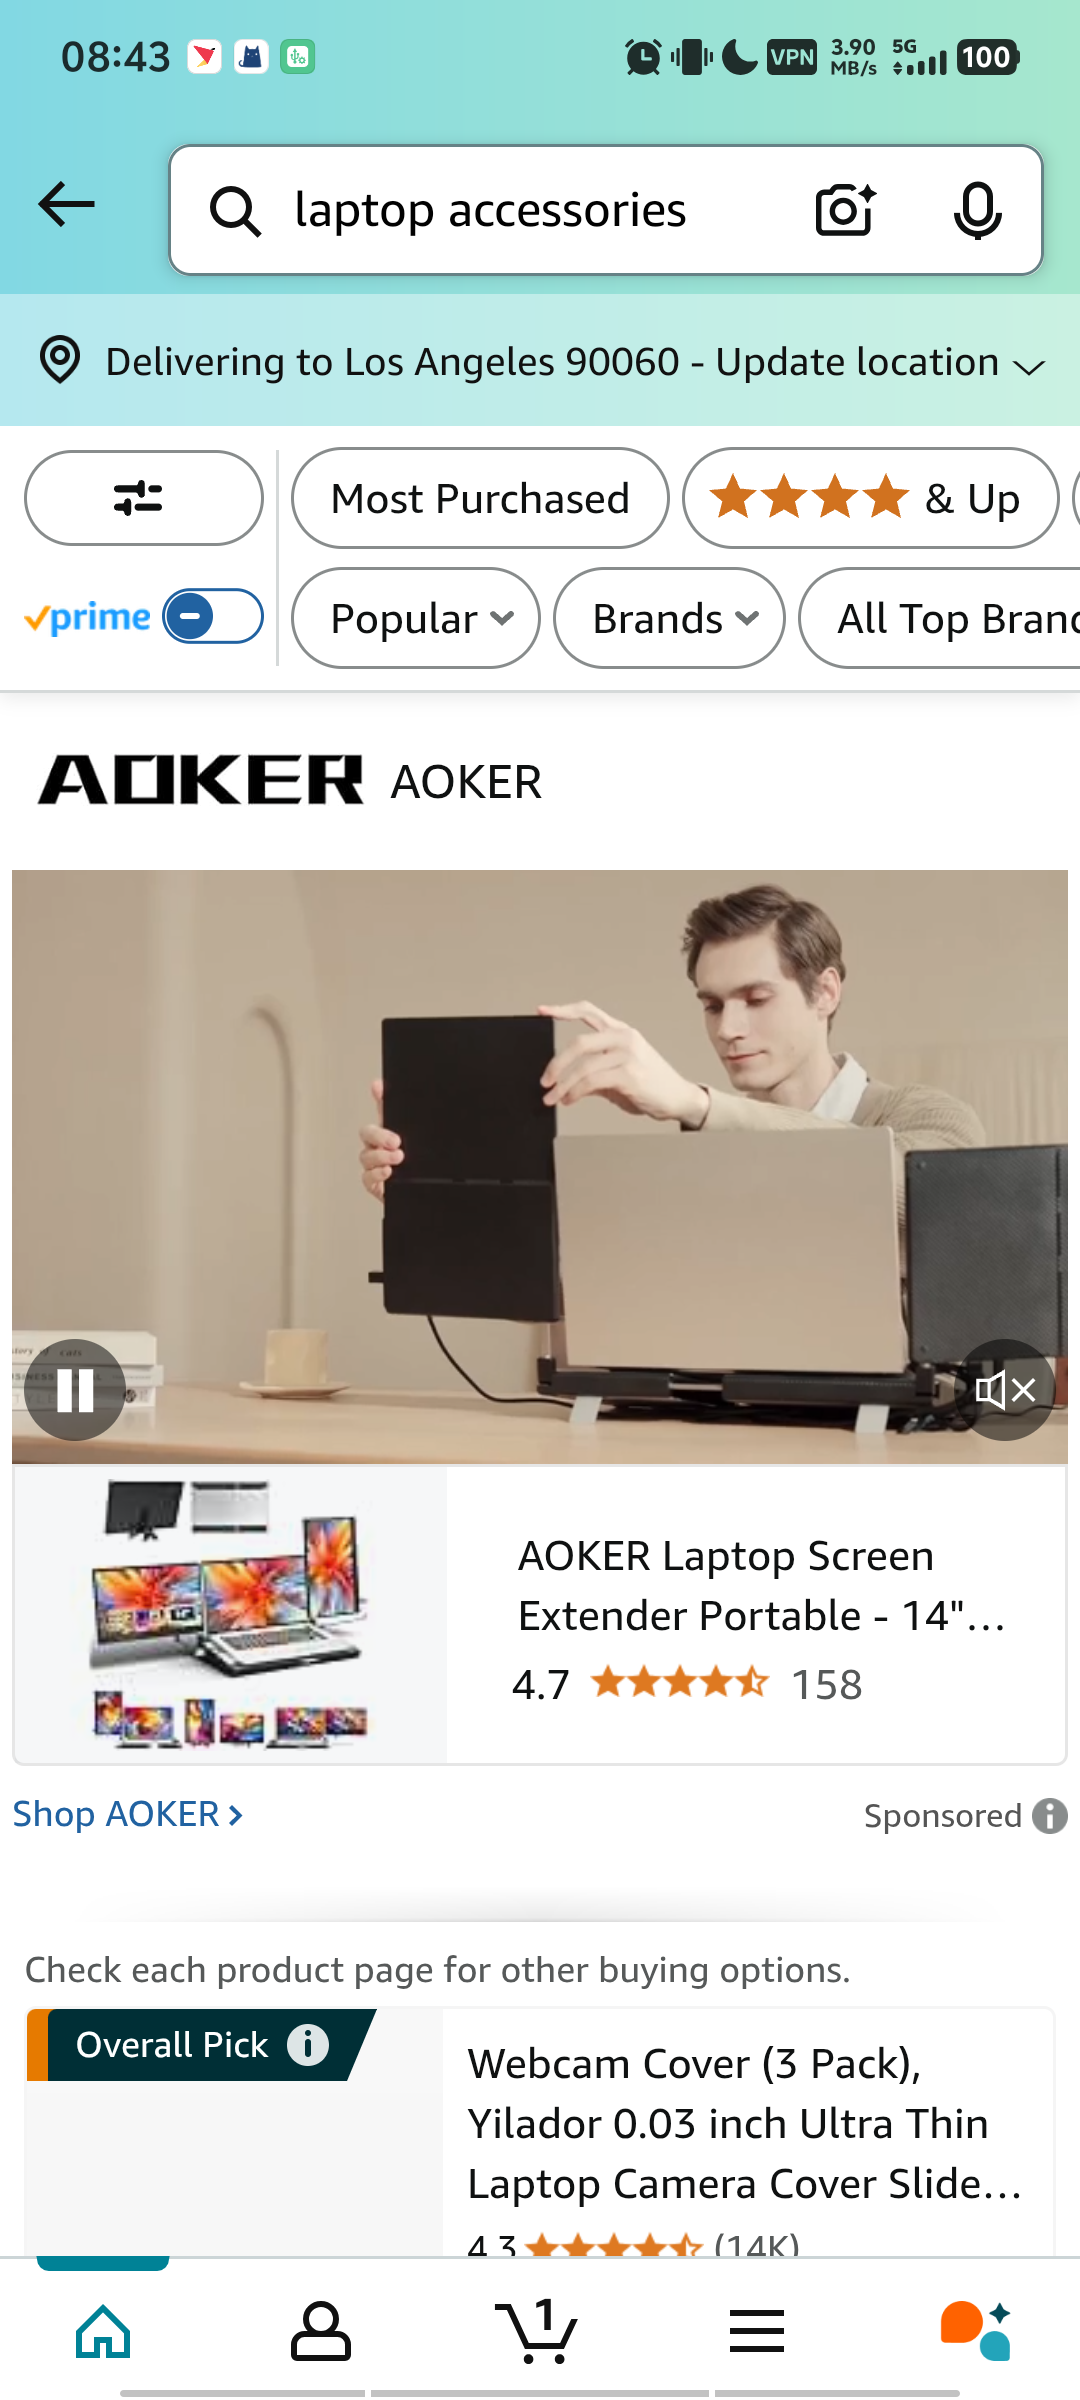 08:43
VPN
3.90
MB/s
5G
100
laptop accessories
Delivering to Los Angeles 90060 - Update location
Most Purchased
& Up
prime
Popular
Brands
All Top Branc
AOKER AOKER
AOKER Laptop Screen
Extender Portable - 14"...
4.7
158
Shop AOKER
Sponsored
Check each product page for other buying options.
Overall Pick
Webcam Cover (3 Pack),
Yilador 0.03 inch Ultra Thin
Laptop Camera Cover Slide...
4.3
(14K)
1